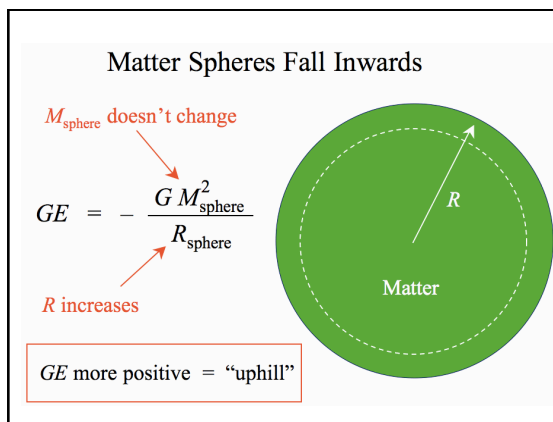 Matter Spheres Fall Inwards
M_sphere doesn’t change
GE = – G M²_sphere / R_sphere
R increases
GE more positive = “uphill”
R
Matter